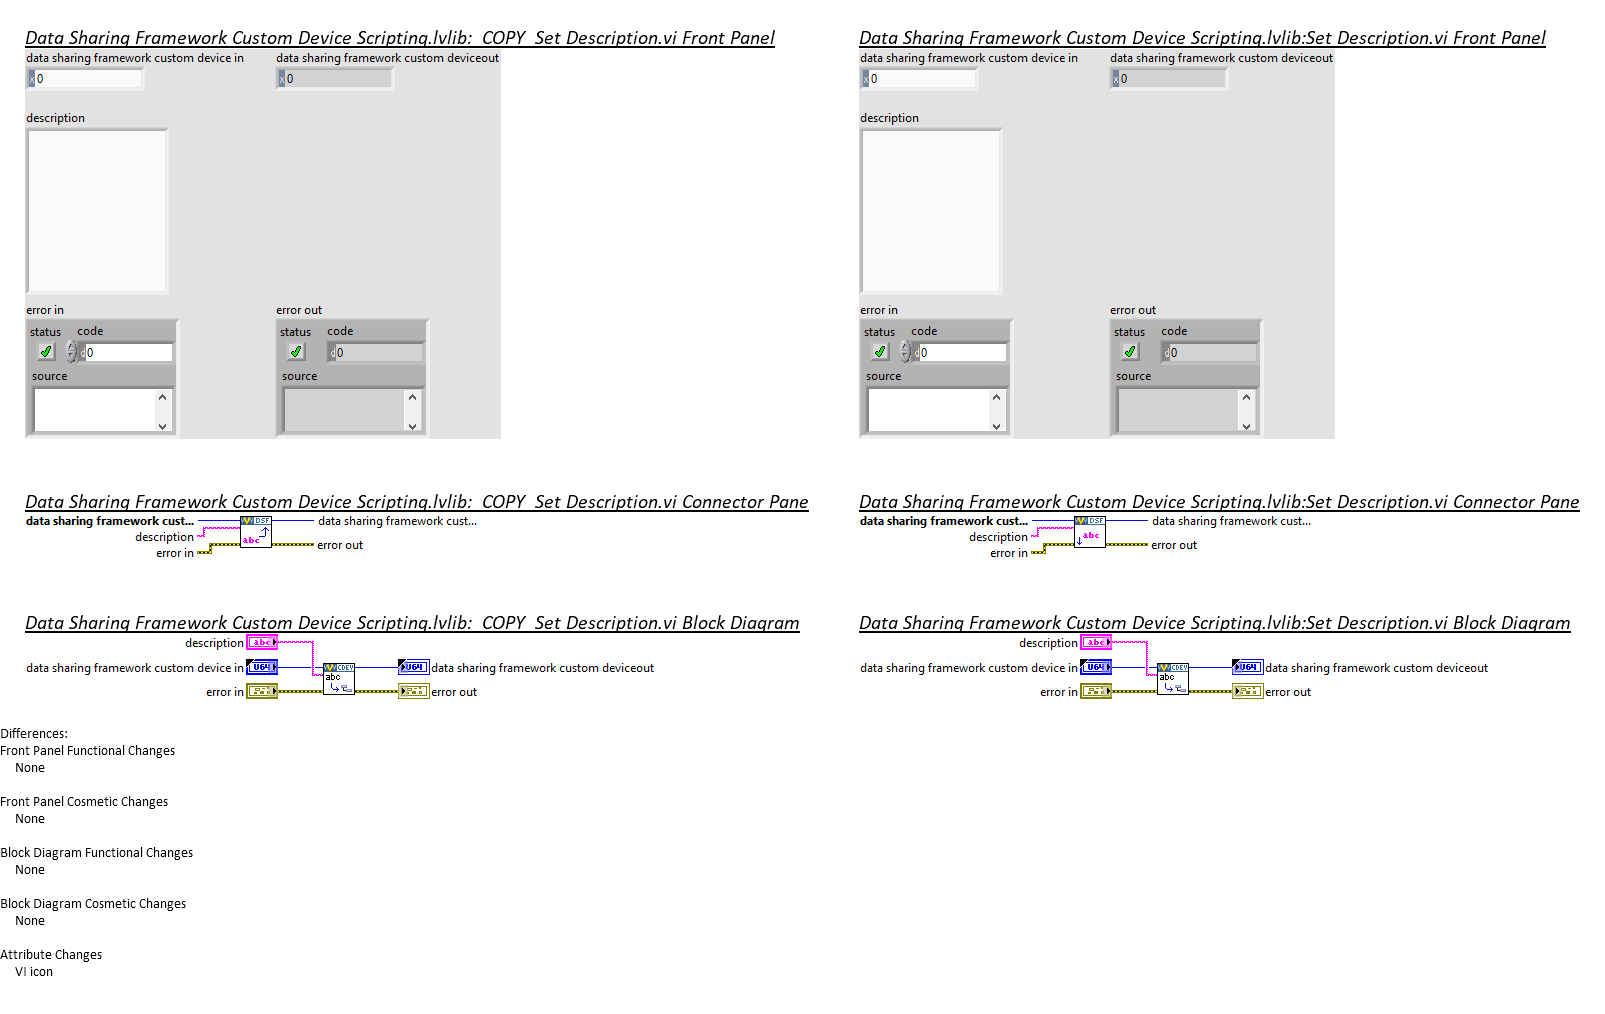 Data Sharing Framework Custom Device Scripting.lvlib:  COPY  Set Description.vi Front Panel
data sharing framework custom device in
data sharing framework custom deviceout
x 0
x 0
description
error in
error out
status
code
status
code
d 0
d 0
source
source
Data Sharing Framework Custom Device Scripting.lvlib:Set Description.vi Front Panel
data sharing framework custom device in
data sharing framework custom deviceout
x 0
x 0
description
error in
error out
status
code
status
code
d 0
d 0
source
source
Data Sharing Framework Custom Device Scripting.lvlib:  COPY  Set Description.vi Connector Pane
data sharing framework cust...
DSF
data sharing framework cust...
description
abc
error in
error out
Data Sharing Framework Custom Device Scripting.lvlib:Set Description.vi Connector Pane
data sharing framework cust...
DSF
data sharing framework cust...
description
abc
error in
error out
Data Sharing Framework Custom Device Scripting.lvlib:  COPY  Set Description.vi Block Diagram
description
abc
data sharing framework custom device in
U64
CDEV
abc
U64
data sharing framework custom deviceout
error in
error out
Data Sharing Framework Custom Device Scripting.lvlib:Set Description.vi Block Diagram
description
abc
data sharing framework custom device in
U64
CDEV
abc
U64
data sharing framework custom deviceout
error in
error out
Differences:
Front Panel Functional Changes
None
Front Panel Cosmetic Changes
None
Block Diagram Functional Changes
None
Block Diagram Cosmetic Changes
None
Attribute Changes
VI icon